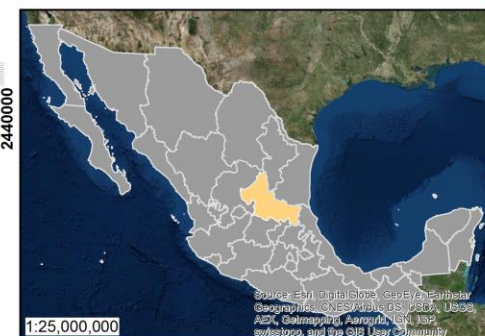 2440000
Source: Esri, DigitalGlobe, GeoEye, Earthstar
Geographics, CNES/Airbus DS, USDA, USGS,
AEX, Getmapping, Aerogrid, IGN, IGP,
swisstopo, and the GIS User Community
1:25,000,000